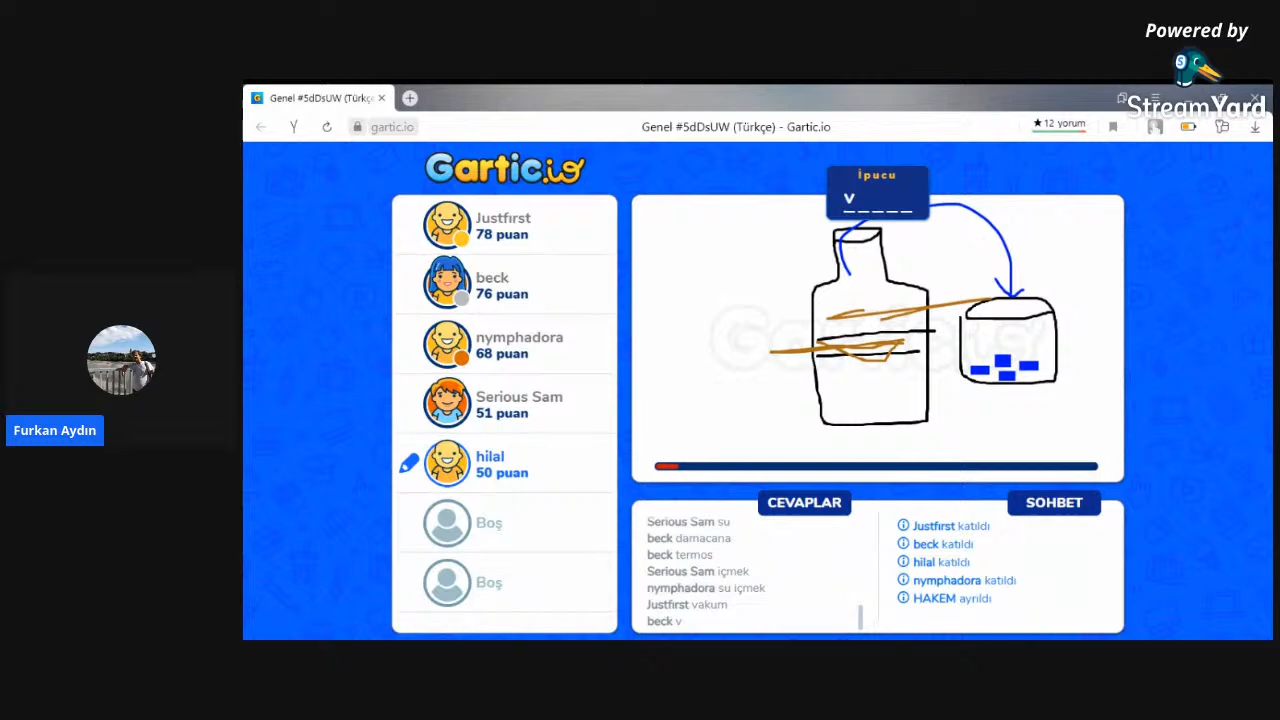 Powered by
StreamYard
Genel #5dDsUW (Türkçe
gartic.io
Genel #5dDsUW (Türkçe) - Gartic.io
★12 yorum
Gartic.io
İpucu
V _ _ _ _ _
Justfırst
78 puan
beck
76 puan
nymphadora
68 puan
Serious Sam
51 puan
hilal
50 puan
Boş
Boş
Furkan Aydın
CEVAPLAR
Serious Sam su
beck damacana
beck termos
Serious Sam içmek
nymphadora su içmek
Justfırst vakum
beck v
SOHBET
Justfırst katıldı
beck katıldı
hilal katıldı
nymphadora katıldı
HAKEM ayrıldı